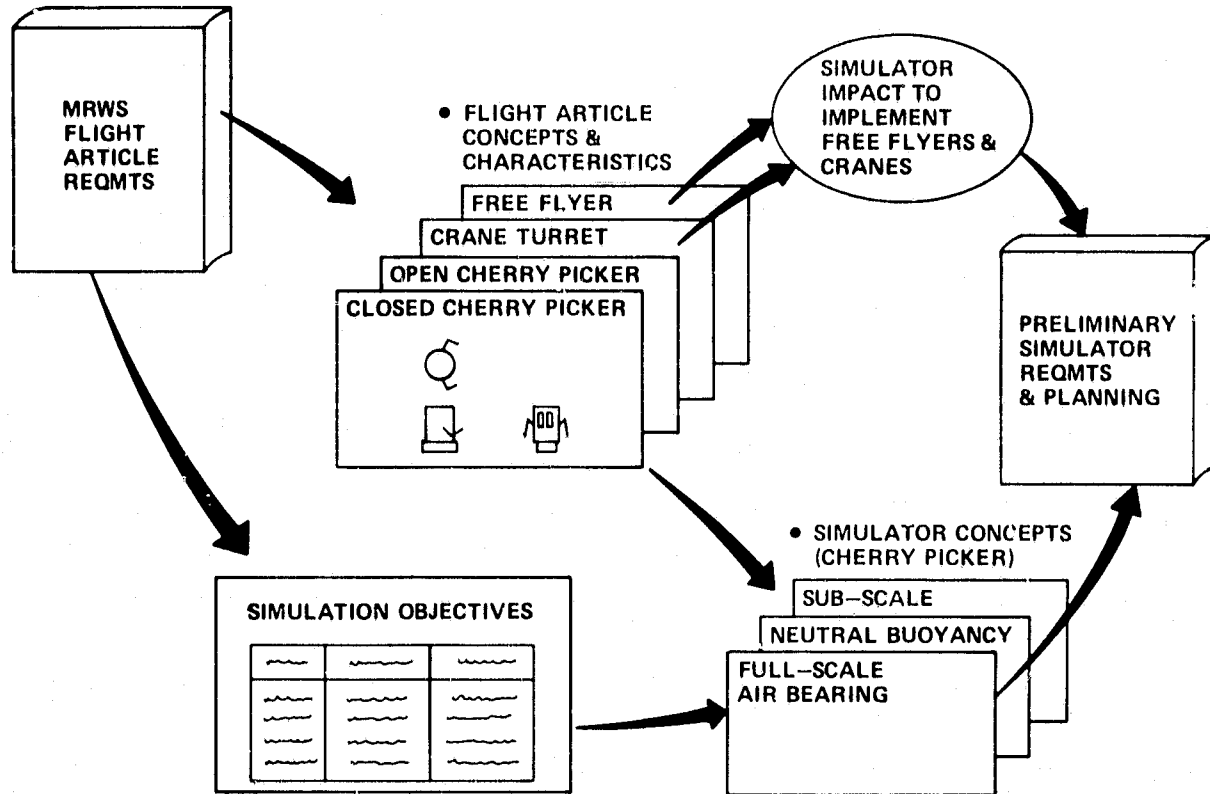 MRWS
FLIGHT
ARTICLE
REQMTS
• FLIGHT ARTICLE
CONCEPTS &
CHARACTERISTICS
FREE FLYER
CRANE TURRET
OPEN CHERRY PICKER
CLOSED CHERRY PICKER
SIMULATOR
IMPACT TO
IMPLEMENT
FREE FLYERS &
CRANES
PRELIMINARY
SIMULATOR
REQMTS
& PLANNING
SIMULATION OBJECTIVES
• SIMULATOR CONCEPTS
(CHERRY PICKER)
SUB-SCALE
NEUTRAL BUOYANCY
FULL-SCALE
AIR BEARING